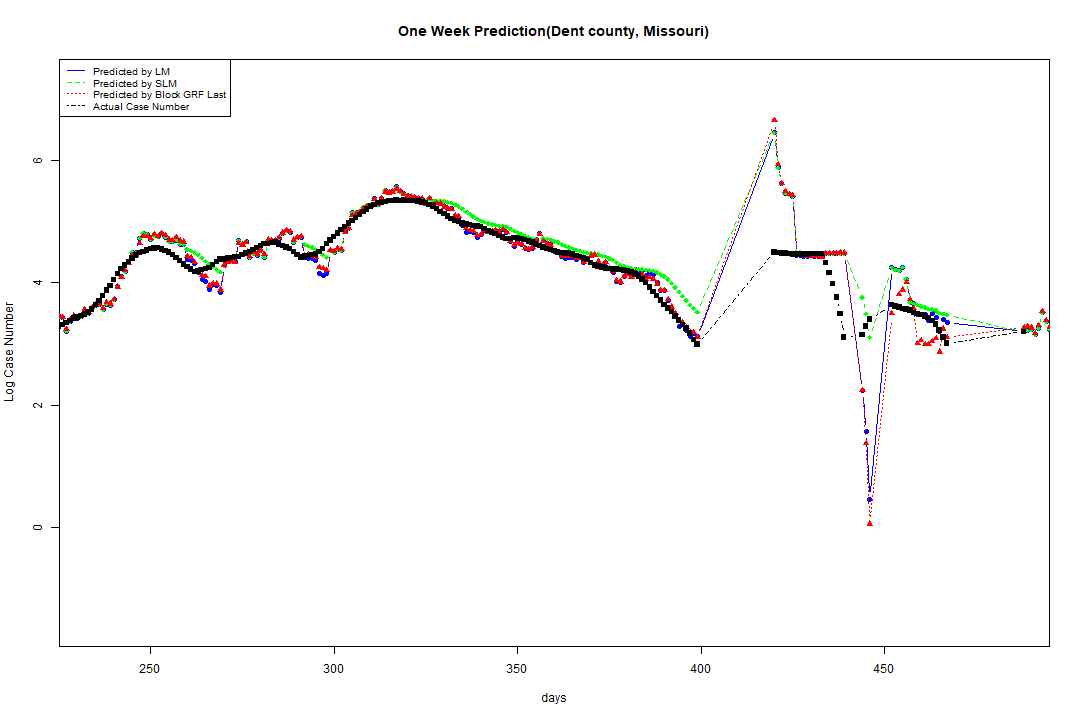 One Week Prediction(Dent county, Missouri)
Predicted by LM
Predicted by SLM
Predicted by Block GRF Last
Actual Case Number
6
4
2
0
Log Case Number
250 300 350 400 450
days